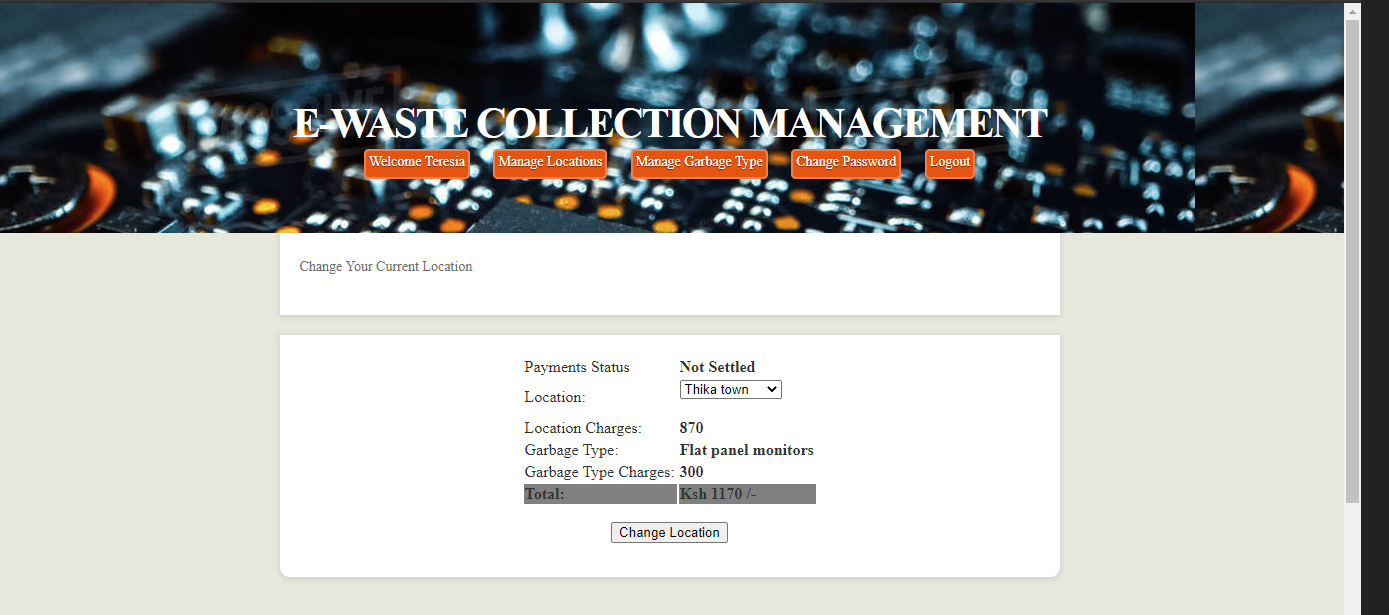 E-WASTE COLLECTION MANAGEMENT
Welcome Teresia Manage Locations Manage Garbage Type Change Password Logout
Change Your Current Location
Payments Status Not Settled
Location: Thika town
Location Charges: 870
Garbage Type: Flat panel monitors
Garbage Type Charges: 300
Total: Ksh 1170 /-
Change Location